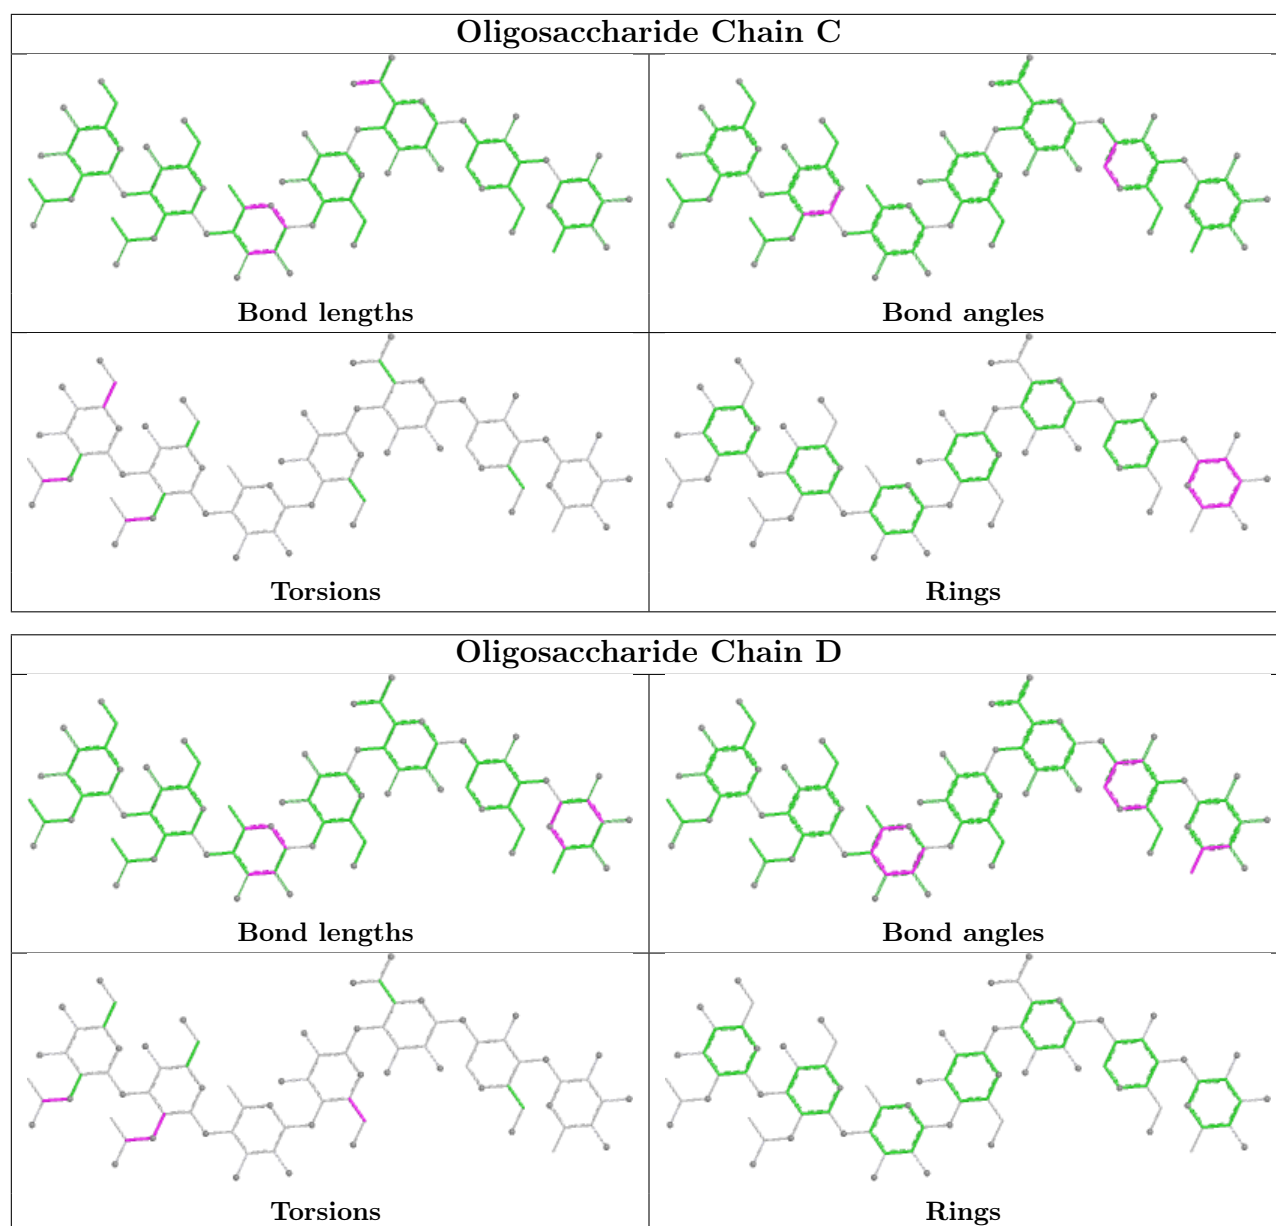 Oligosaccharide Chain C
Bond lengths
Bond angles
Torsions
Rings
Oligosaccharide Chain D
Bond lengths
Bond angles
Torsions
Rings